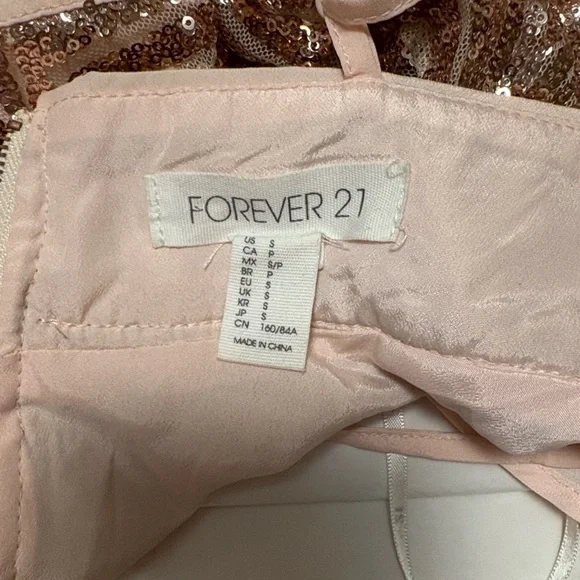 FOREVER 21
US S
CA P
MX S/P
BR P
EU S
UK S
KR S
JP S
CN 160/84A
MADE IN CHINA